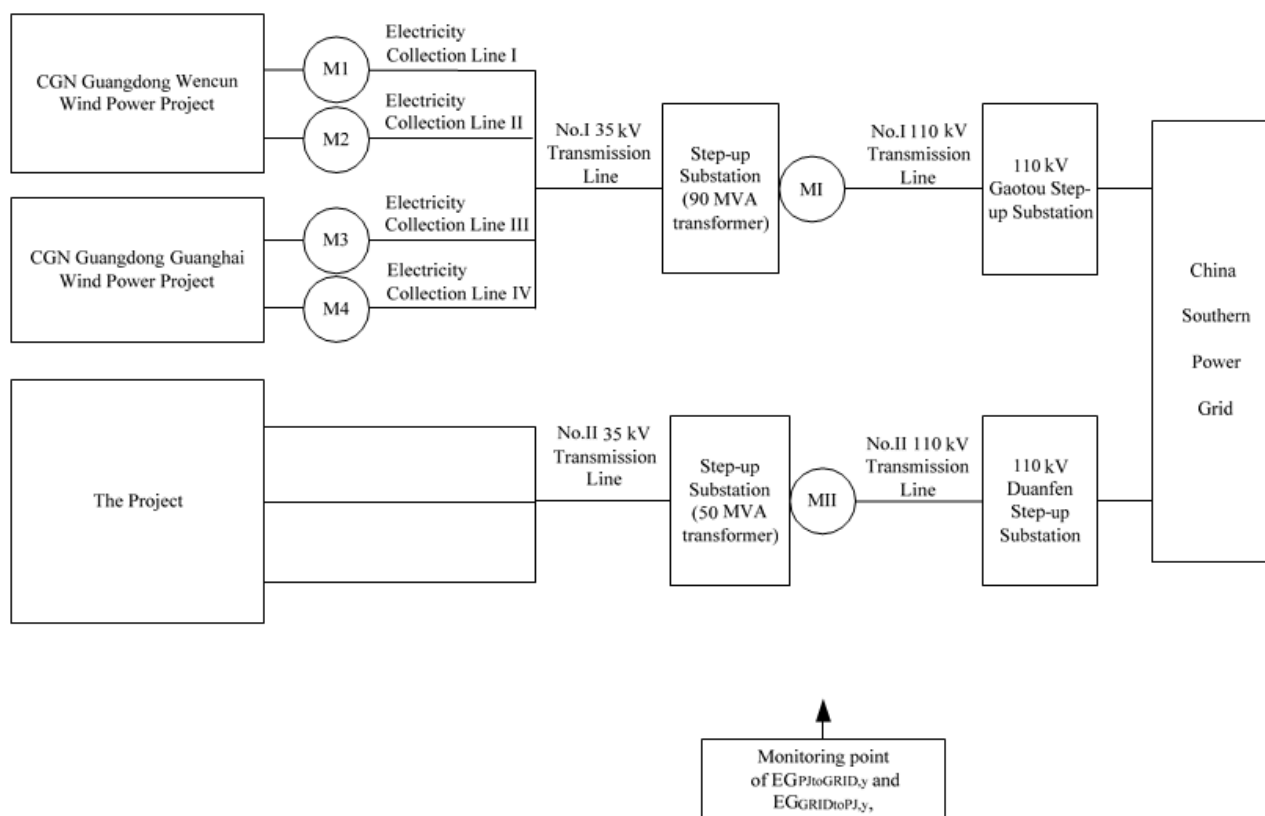 CGN Guangdong Wencun
Wind Power Project
M1
M2
Electricity
Collection Line I
Electricity
Collection Line II
CGN Guangdong Guanghai
Wind Power Project
M3
M4
Electricity
Collection Line III
Electricity
Collection Line IV
No.I 35 kV
Transmission
Line
Step-up
Substation
(90 MVA
transformer)
MI
No.I 110 kV
Transmission
Line
110 kV
Gaotou Step-
up Substation
China
Southern
Power
Grid
The Project
No.II 35 kV
Transmission
Line
Step-up
Substation
(50 MVA
transformer)
MII
No.II 110 kV
Transmission
Line
110 kV
Duanfen
Step-up
Substation
Monitoring point
of EGPJtoGRID,y and
EGGRIDtoPJ,y,